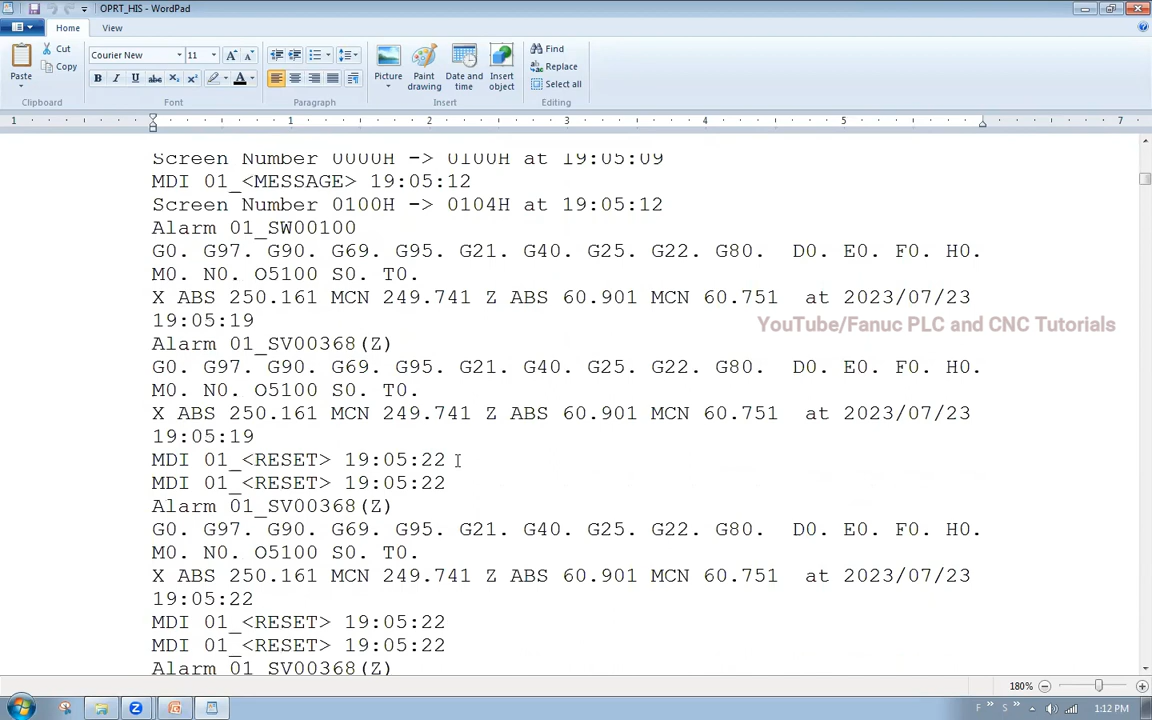 OPRT_HIS - WordPad
Home View
Cut
Copy
Paste
Courier New 11
Find
Replace
Select all
Picture Paint drawing Date and time Insert object
Clipboard Font Paragraph Insert Editing
1 1 2 3 4 5 7
Screen Number 0000H -> 0100H at 19:05:09
MDI 01_<MESSAGE> 19:05:12
Screen Number 0100H -> 0104H at 19:05:12
Alarm 01_SW00100
G0. G97. G90. G69. G95. G21. G40. G25. G22. G80. D0. E0. F0. H0.
M0. N0. O5100 S0. T0.
X ABS 250.161 MCN 249.741 Z ABS 60.901 MCN 60.751 at 2023/07/23
19:05:19
YouTube/Fanuc PLC and CNC Tutorials
Alarm 01_SV00368(Z)
G0. G97. G90. G69. G95. G21. G40. G25. G22. G80. D0. E0. F0. H0.
M0. N0. O5100 S0. T0.
X ABS 250.161 MCN 249.741 Z ABS 60.901 MCN 60.751 at 2023/07/23
19:05:19
MDI 01_<RESET> 19:05:22
MDI 01_<RESET> 19:05:22
Alarm 01_SV00368(Z)
G0. G97. G90. G69. G95. G21. G40. G25. G22. G80. D0. E0. F0. H0.
M0. N0. O5100 S0. T0.
X ABS 250.161 MCN 249.741 Z ABS 60.901 MCN 60.751 at 2023/07/23
19:05:22
MDI 01_<RESET> 19:05:22
MDI 01_<RESET> 19:05:22
Alarm 01_SV00368(Z)
180%
F » S » 1:12 PM